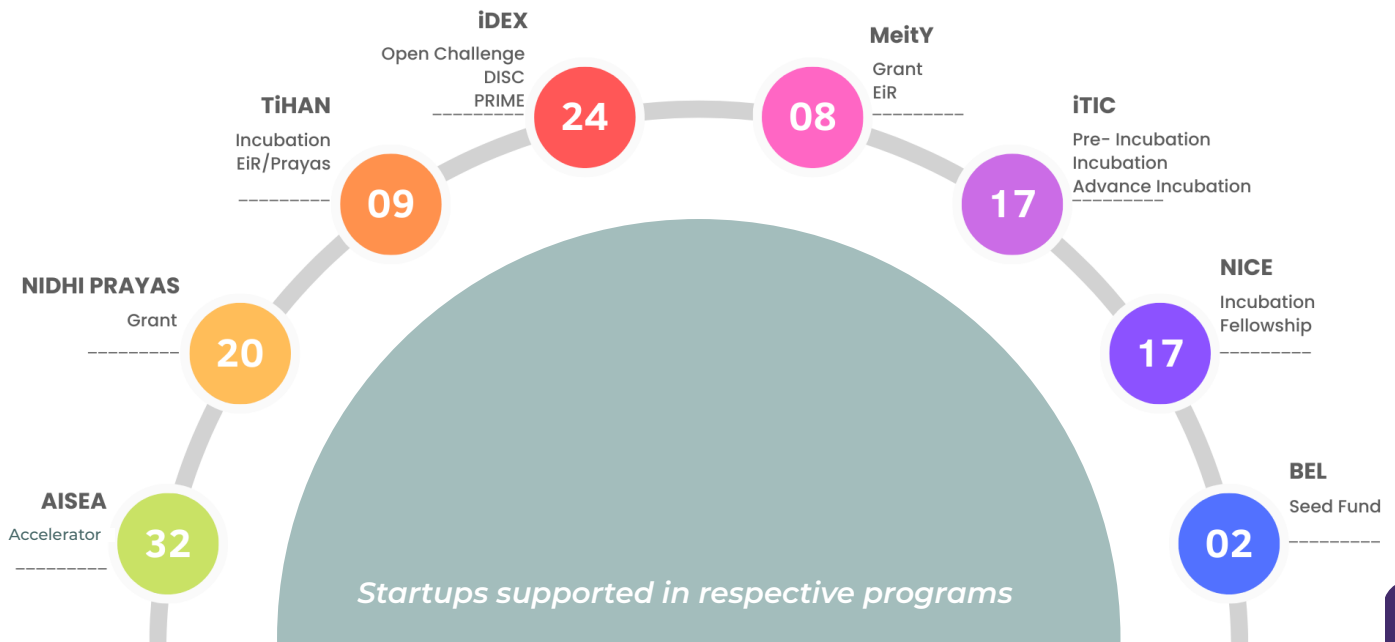 iDEX
Open Challenge
DISC
PRIME
24
MeitY
Grant
EiR
08
TiHAN
Incubation
EiR/Prayas
09
iTIC
Pre- Incubation
Incubation
Advance Incubation
17
NIDHI PRAYAS
Grant
20
NICE
Incubation
Fellowship
17
AISEA
Accelerator
32
BEL
Seed Fund
02
Startups supported in respective programs